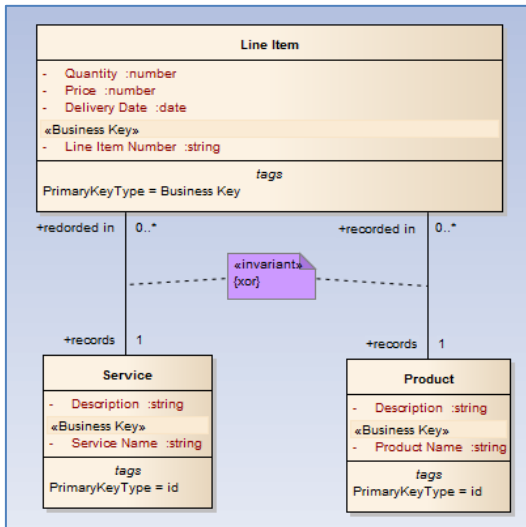 Line Item
- Quantity :number
- Price :number
- Delivery Date :date
«Business Key»
- Line Item Number :string
tags
PrimaryKeyType = Business Key
+redorded in 0..*
+recorded in 0..*
«invariant»
{xor}
+records 1
+records 1
Service
- Description :string
«Business Key»
- Service Name :string
tags
PrimaryKeyType = id
Product
- Description :string
«Business Key»
- Product Name :string
tags
PrimaryKeyType = id